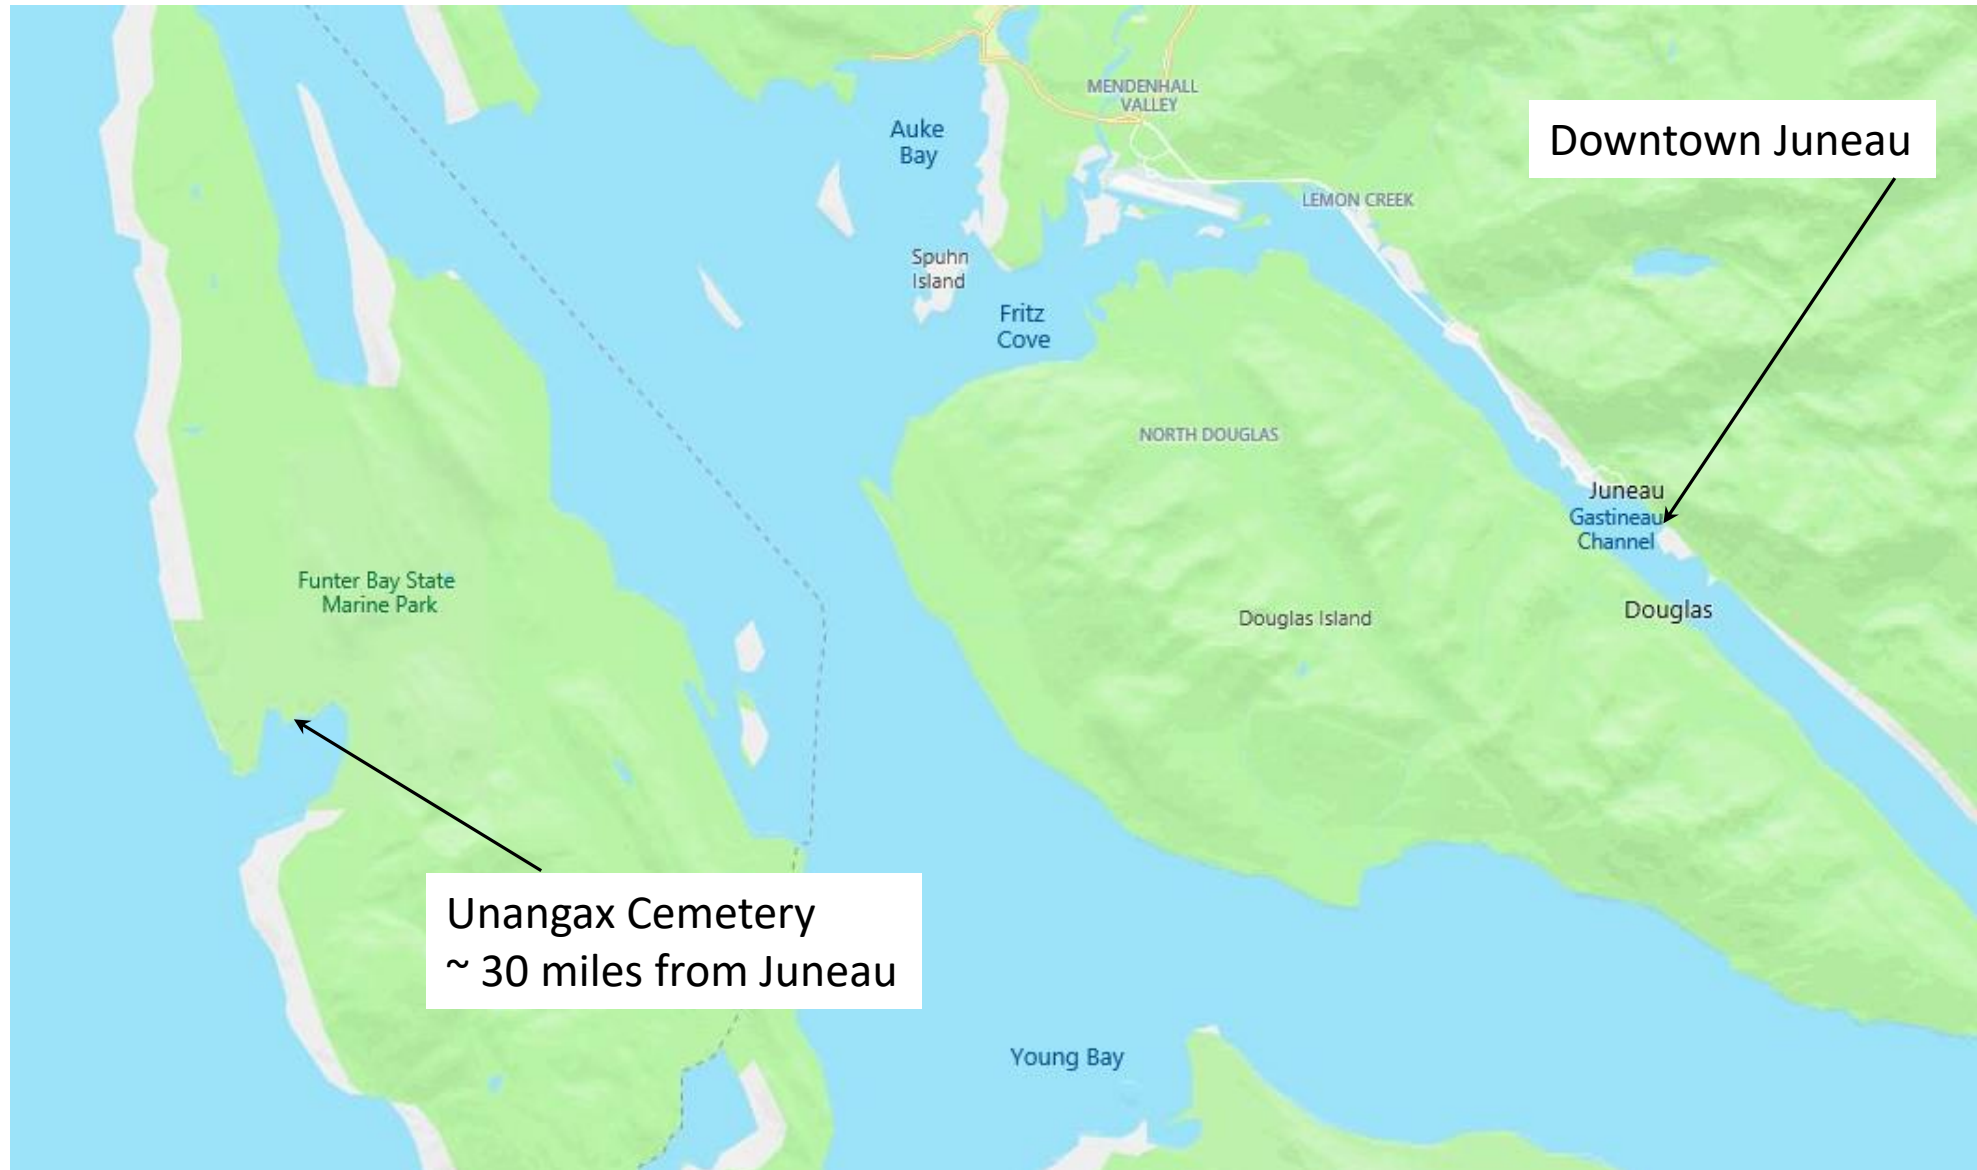 MENDENHALL
VALLEY
Auke
Bay
Downtown Juneau
LEMON CREEK
Spuhn
Island
Fritz
Cove
NORTH DOUGLAS
Juneau
Gastineau
Channel
Funter Bay State
Marine Park
Douglas Island
Douglas
Unangax Cemetery
~ 30 miles from Juneau
Young Bay